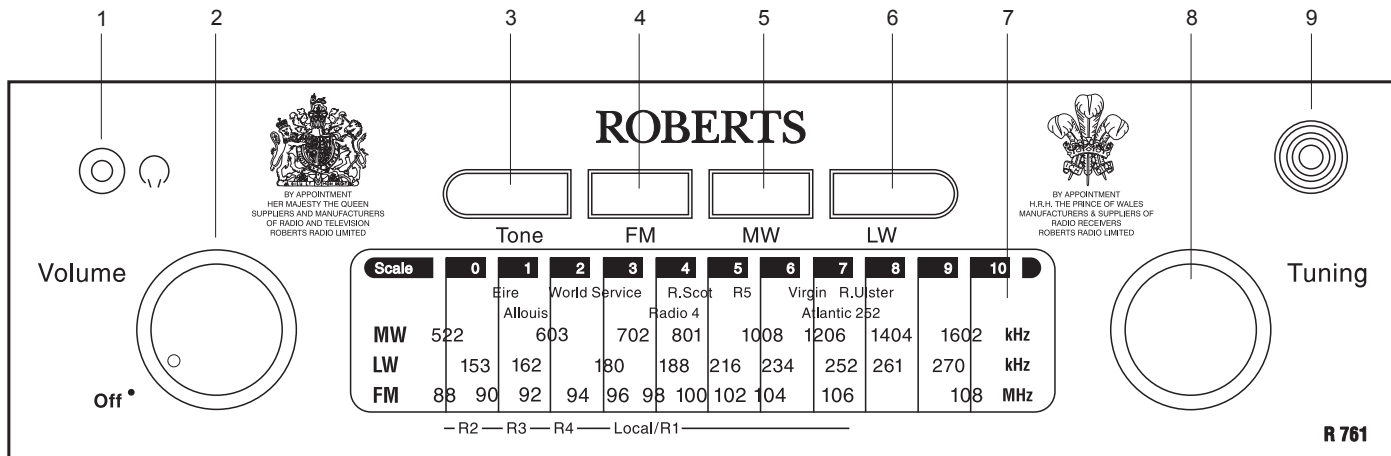 1 2 3 4 5 6 7 8 9
ROBERTS
BY APPOINTMENT
HER MAJESTY THE QUEEN
SUPPLIERS AND MANUFACTURERS
OF RADIO AND TELEVISION
ROBERTS RADIO LIMITED
BY APPOINTMENT
H.R.H. THE PRINCE OF WALES
MANUFACTURERS & SUPPLIERS OF
RADIO RECEIVERS
ROBERTS RADIO LIMITED
Tone FM MW LW
Volume
Off
Tuning
Scale 0 1 2 3 4 5 6 7 8 9 10
Eire World Service R.Scot R5 Virgin R.Ulster
Allouis Radio 4 Atlantic 252
MW 522 603 702 801 1008 1206 1404 1602 kHz
LW 153 162 180 188 216 234 252 261 270 kHz
FM 88 90 92 94 96 98 100 102 104 106 108 MHz
R2 R3 R4 Local/R1
R 761